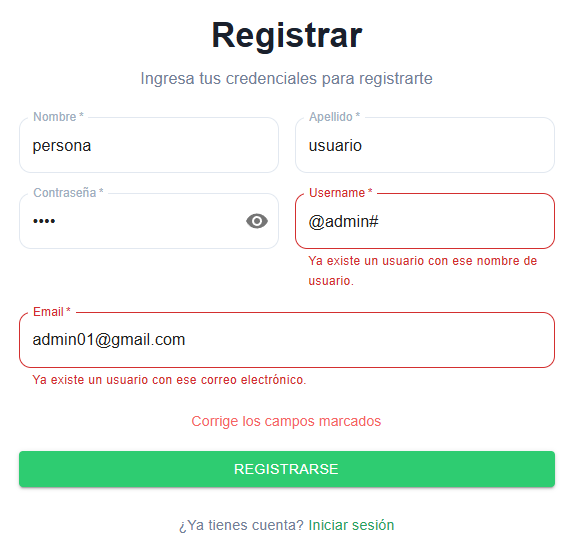 Registrar
Ingresa tus credenciales para registrarte
Nombre *
persona
Apellido *
usuario
Contraseña *
••••
Username *
@admin#
Ya existe un usuario con ese nombre de
usuario.
Email *
admin01@gmail.com
Ya existe un usuario con ese correo electrónico.
Corrige los campos marcados
REGISTRARSE
¿Ya tienes cuenta? Iniciar sesión